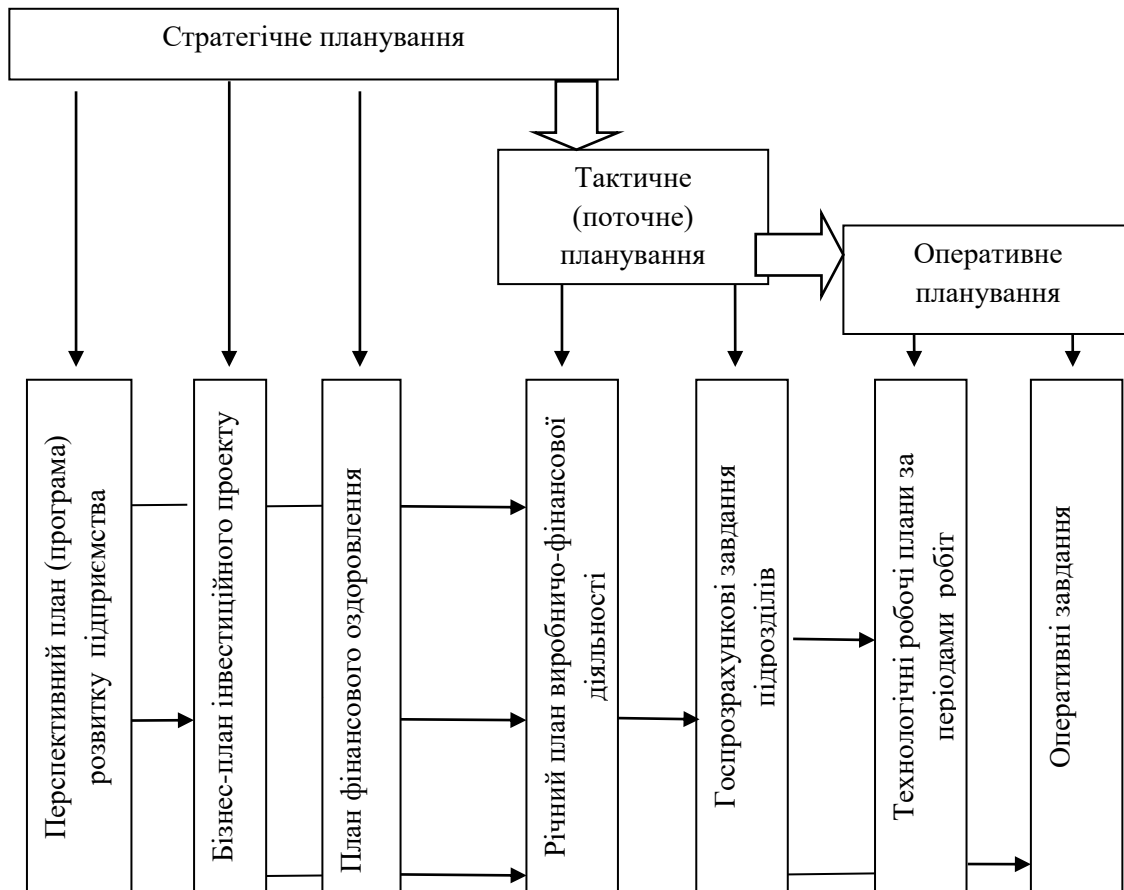 Стратегічне планування
Тактичне
(поточне)
планування
Оперативне
планування
Перспективний план (програма)
розвитку підприємства
Бізнес-план інвестиційного проекту
План фінансового оздоровлення
Річний план виробничо-фінансової
діяльності
Госпрозрахункові завдання
підрозділів
Технологічні робочі плани за
періодами робіт
Оперативні завдання